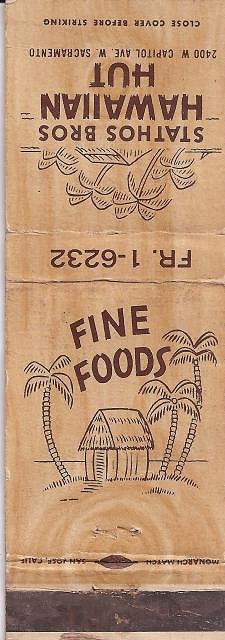 CLOSE COVER BEFORE STRIKING
2400 W. CAPITOL AVE. W. SACRAMENTO
STATHOS BROS
HAWAIIAN
HUT
FR. 1-6232
FINE
FOODS
MONARCH MATCH SAN JOSE, CALIF.